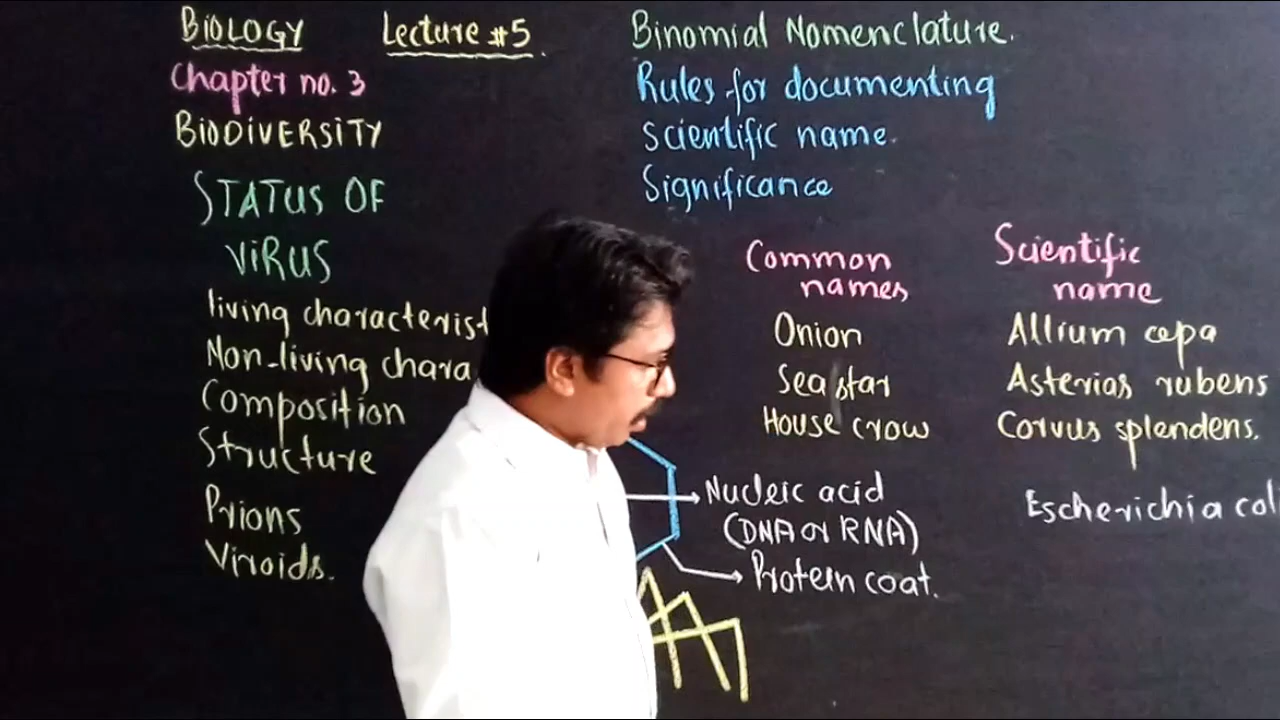 BIOLOGY Lecture #5.
Chapter no. 3
BIODIVERSITY
STATUS OF
VIRUS
living characterist
Non-living chara
Composition
Structure
Prions
Viroids.
Binomial Nomenclature.
Rules for documenting
Scientific name.
Significance
Common names
Scientific name
Onion Allium cepa
Sea star Asterias rubens
House crow Corvus splendens.
Escherichia col
Nucleic acid
(DNA or RNA)
Protein coat.